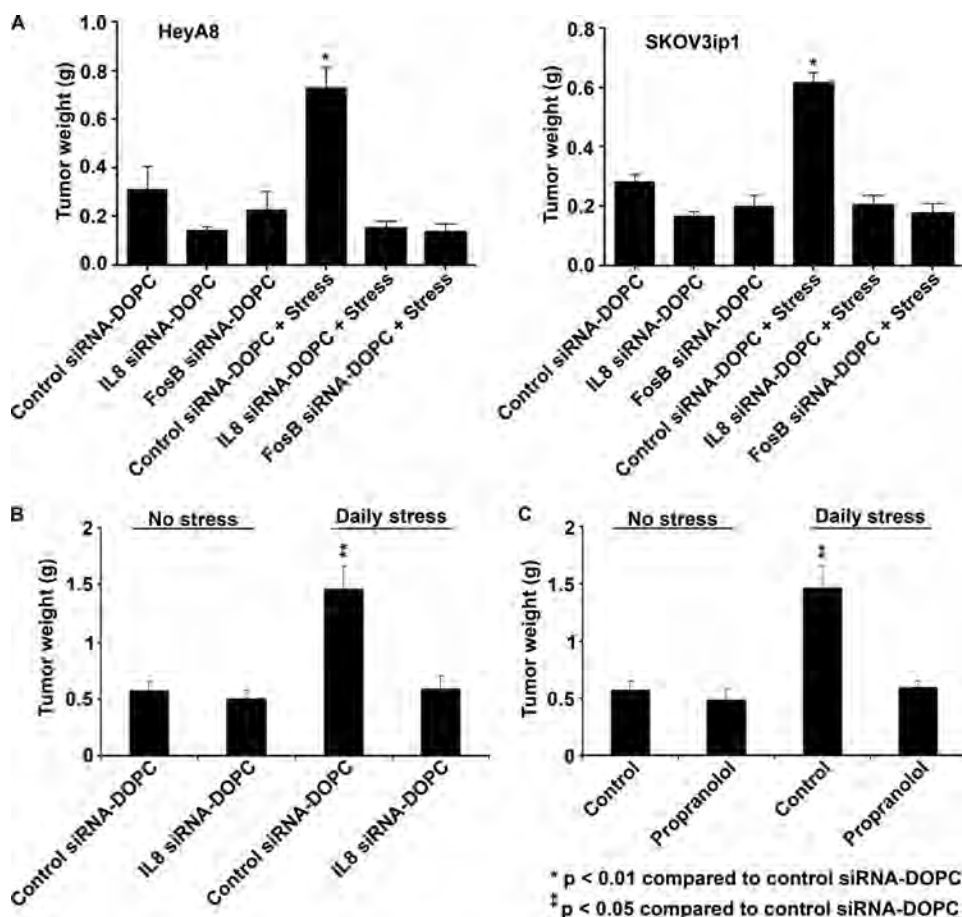 A
HeyA8
Tumor weight (g)
1.0
0.8
0.6
0.4
0.2
0.0
Control siRNA-DOPC
IL8 siRNA-DOPC
FosB siRNA-DOPC
Control siRNA-DOPC + Stress
IL8 siRNA-DOPC + Stress
FosB siRNA-DOPC + Stress
*
SKOV3ip1
Tumor weight (g)
0.8
0.6
0.4
0.2
0.0
Control siRNA-DOPC
IL8 siRNA-DOPC
FosB siRNA-DOPC
Control siRNA-DOPC + Stress
IL8 siRNA-DOPC + Stress
FosB siRNA-DOPC + Stress
*
B
No stress
Daily stress
Tumor weight (g)
2
1.5
1
0.5
0
‡
Control siRNA-DOPC
IL8 siRNA-DOPC
Control siRNA-DOPC
IL8 siRNA-DOPC
C
No stress
Daily stress
Tumor weight (g)
2
1.5
1
0.5
0
‡
Control
Propranolol
Control
Propranolol
* p < 0.01 compared to control siRNA-DOPC
‡ p < 0.05 compared to control siRNA-DOPC